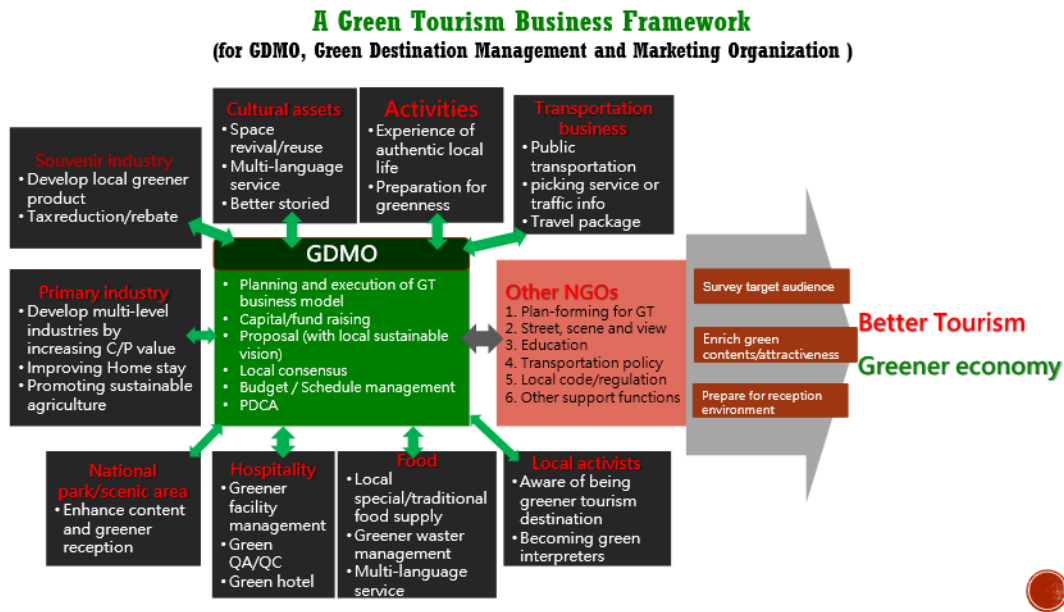 A Green Tourism Business Framework
(for GDMO, Green Destination Management and Marketing Organization )
Souvenir industry
• Develop local greener
product
• Tax reduction/rebate
Cultural assets
• Space
revival/reuse
• Multi-language
service
• Better storied
Activities
• Experience of
authentic local
life
• Preparation for
greenness
Transportation
business
• Public
transportation
• picking service or
traffic info
• Travel package
Primary industry
• Develop multi-level
industries by
increasing C/P value
• Improving Home stay
• Promoting sustainable
agriculture
GDMO
• Planning and execution of GT
business model
• Capital/fund raising
• Proposal (with local sustainable
vision)
• Local consensus
• Budget / Schedule management
• PDCA
Other NGOs
1. Plan-forming for GT
2. Street, scene and view
3. Education
4. Transportation policy
5. Local code/regulation
6. Other support functions
Survey target audience
Enrich green
contents/attractiveness
Prepare for reception
environment
Better Tourism
Greener economy
National
park/scenic area
• Enhance content
and greener
reception
Hospitality
• Greener
facility
management
• Green
QA/QC
• Green hotel
Food
• Local
special/traditional
food supply
• Greener waster
management
• Multi-language
service
Local activists
• Aware of being
greener tourism
destination
• Becoming green
interpreters